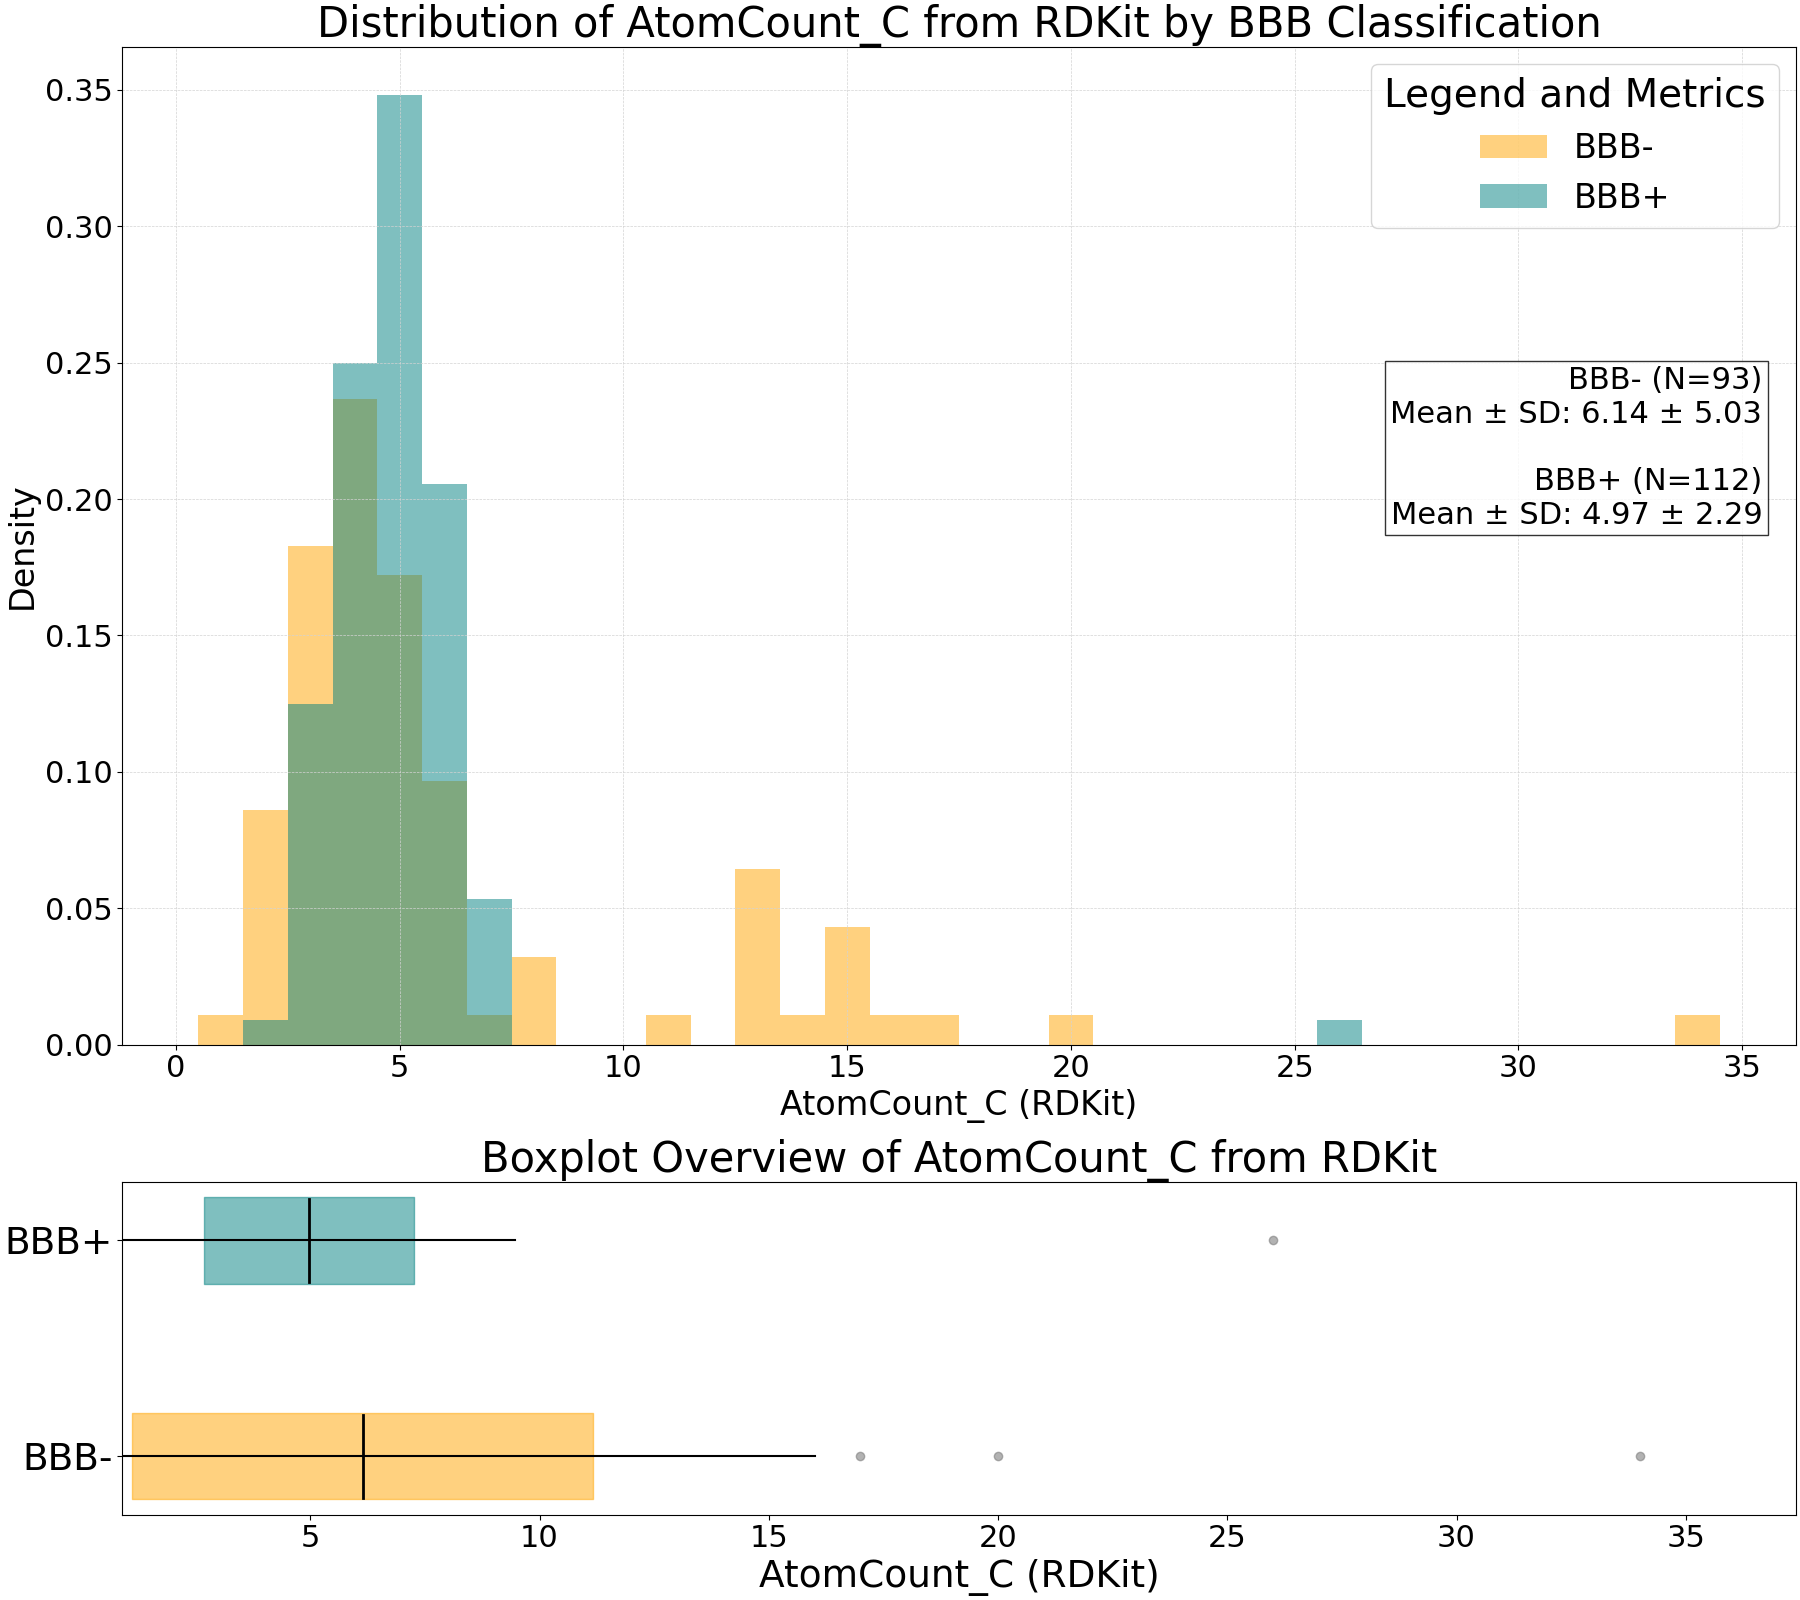 Distribution of AtomCount_C from RDKit by BBB Classification
Legend and Metrics
BBB-
BBB+
BBB- (N=93)
Mean ± SD: 6.14 ± 5.03
BBB+ (N=112)
Mean ± SD: 4.97 ± 2.29
Density
0.35
0.30
0.25
0.20
0.15
0.10
0.05
0.00
0 5 10 15 20 25 30 35
AtomCount_C (RDKit)
Boxplot Overview of AtomCount_C from RDKit
BBB+
BBB-
5 10 15 20 25 30 35
AtomCount_C (RDKit)